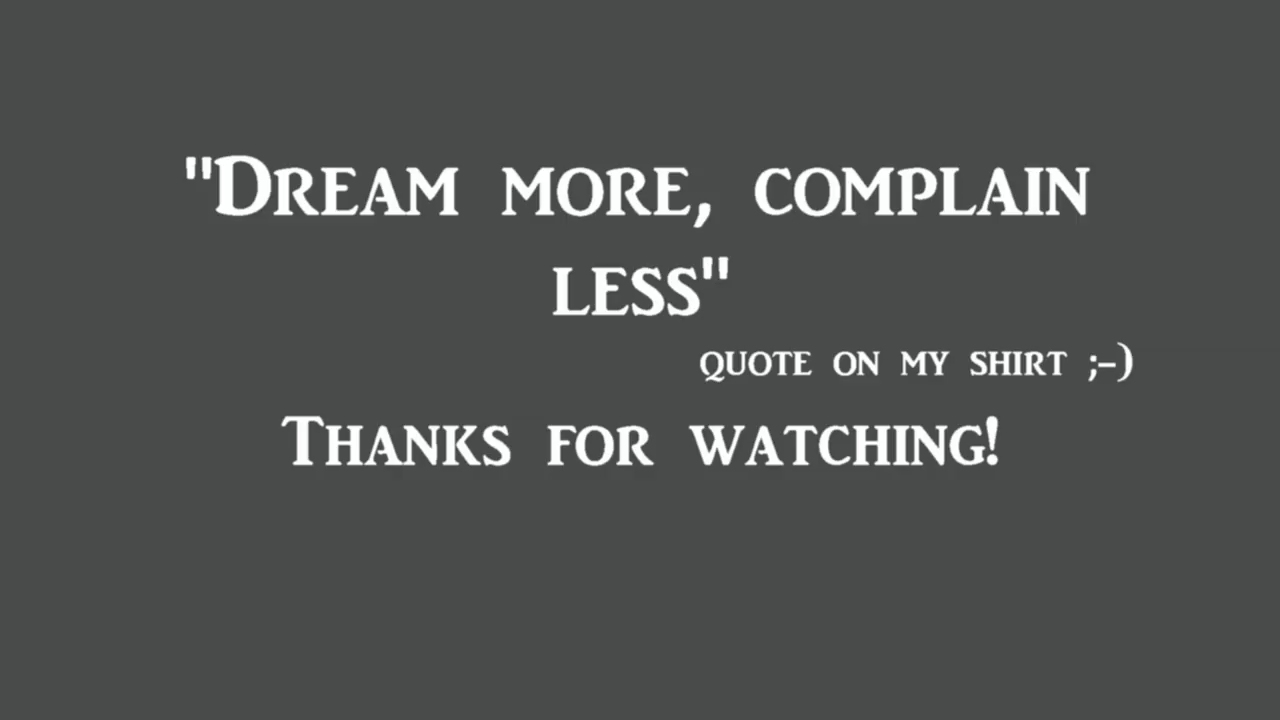 "Dream more, complain
less"
quote on my shirt ;-)
Thanks for watching!